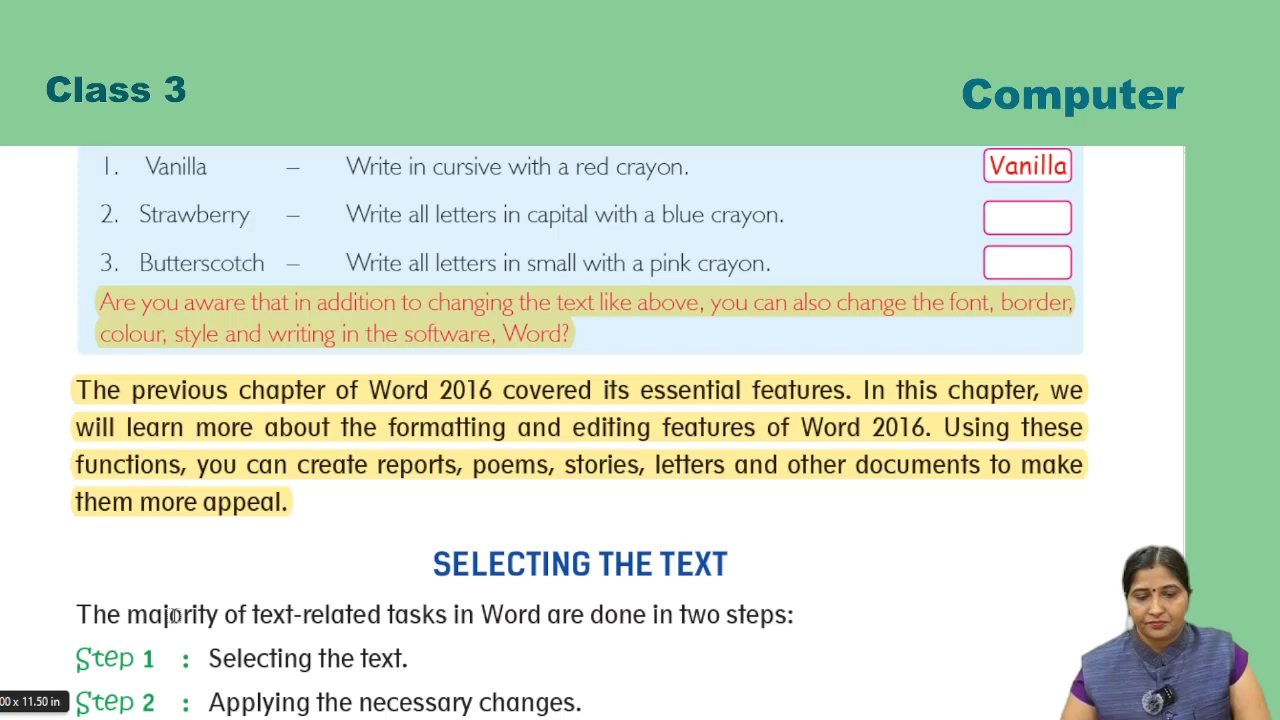 Class 3
Computer
1. Vanilla – Write in cursive with a red crayon. Vanilla
2. Strawberry – Write all letters in capital with a blue crayon.
3. Butterscotch – Write all letters in small with a pink crayon.
Are you aware that in addition to changing the text like above, you can also change the font, border,
colour, style and writing in the software, Word?
The previous chapter of Word 2016 covered its essential features. In this chapter, we
will learn more about the formatting and editing features of Word 2016. Using these
functions, you can create reports, poems, stories, letters and other documents to make
them more appeal.
SELECTING THE TEXT
The majority of text-related tasks in Word are done in two steps:
Step 1 : Selecting the text.
Step 2 : Applying the necessary changes.
00 x 11.50 in